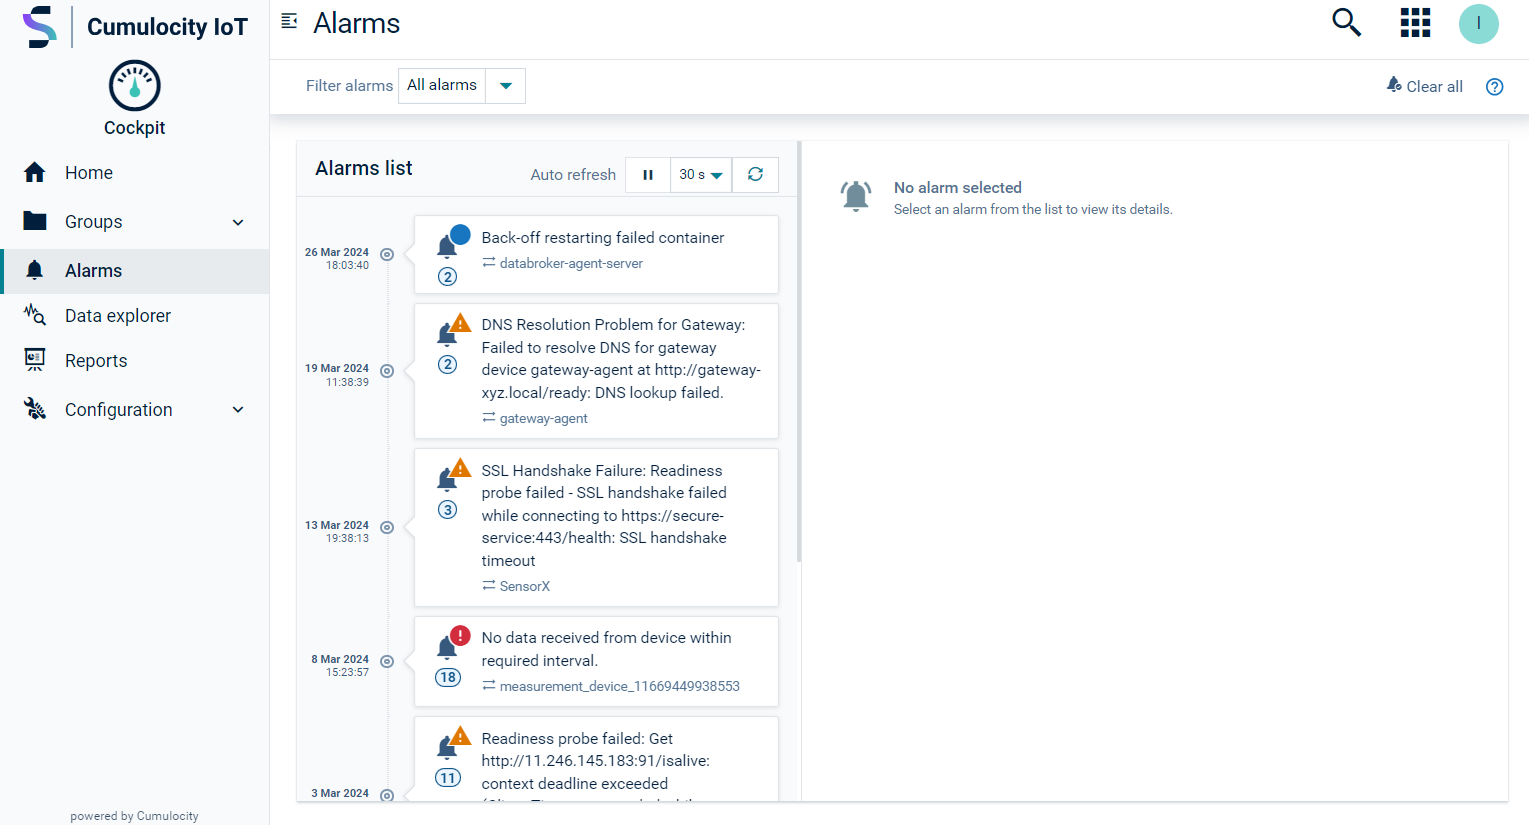 Cumulocity IoT
Cockpit
Home
Groups
Alarms
Data explorer
Reports
Configuration
powered by Cumulocity
Alarms
I
Filter alarms All alarms
Clear all
Alarms list
Auto refresh 30 s
26 Mar 2024
18:03:40
2
Back-off restarting failed container
databroker-agent-server
19 Mar 2024
11:38:39
2
DNS Resolution Problem for Gateway:
Failed to resolve DNS for gateway
device gateway-agent at http://gateway-
xyz.local/ready: DNS lookup failed.
gateway-agent
13 Mar 2024
19:38:13
3
SSL Handshake Failure: Readiness
probe failed - SSL handshake failed
while connecting to https://secure-
service:443/health: SSL handshake
timeout
SensorX
8 Mar 2024
15:23:57
18
No data received from device within
required interval.
measurement_device_11669449938553
3 Mar 2024
11
Readiness probe failed: Get
http://11.246.145.183:91/isalive:
context deadline exceeded
No alarm selected
Select an alarm from the list to view its details.